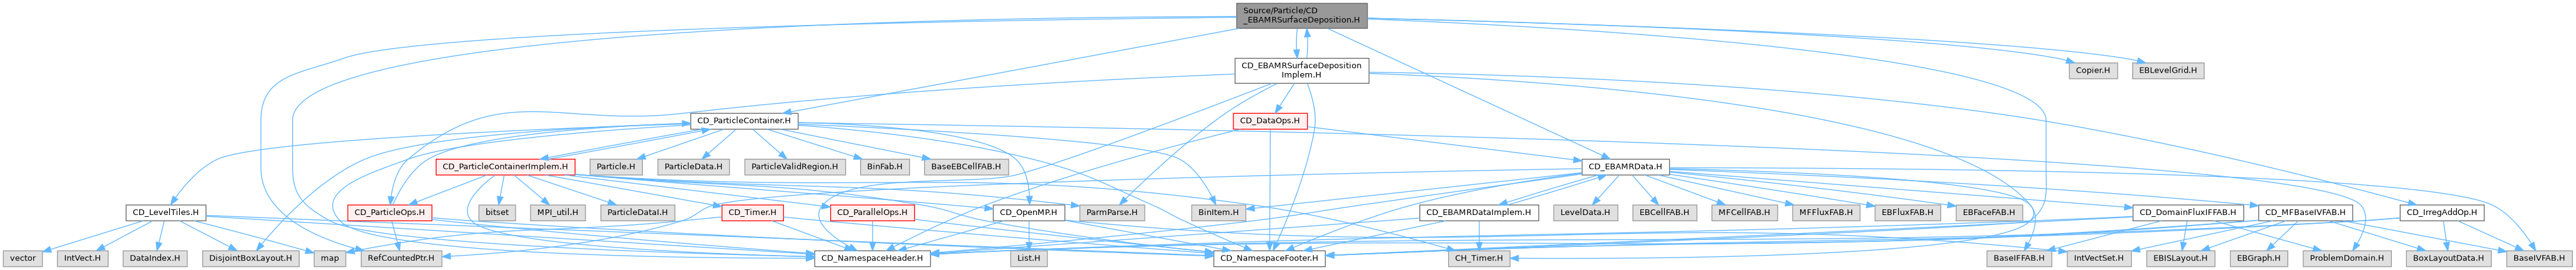 Source/Particle/CD
_EBAMRSurfaceDeposition.H
CD_EBAMRSurfaceDeposition
Implem.H
Copier.H
EBLevelGrid.H
CD_ParticleContainer.H
CD_DataOps.H
CD_ParticleContainerImplem.H
Particle.H
ParticleData.H
ParticleValidRegion.H
BinFab.H
BaseEBCellFAB.H
CD_EBAMRData.H
CD_LevelTiles.H
CD_ParticleOps.H
bitset
MPI_util.H
ParticleDataI.H
CD_Timer.H
CD_ParallelOps.H
CD_OpenMP.H
ParmParse.H
BinItem.H
CD_EBAMRDataImplem.H
LevelData.H
EBCellFAB.H
MFCellFAB.H
MFFluxFAB.H
EBFluxFAB.H
EBFaceFAB.H
CD_DomainFluxIFFAB.H
CD_MFBaseIVFAB.H
CD_IrregAddOp.H
vector
IntVect.H
DataIndex.H
DisjointBoxLayout.H
map
RefCountedPtr.H
CD_NamespaceHeader.H
List.H
CD_NamespaceFooter.H
CH_Timer.H
BaseIFFAB.H
IntVectSet.H
EBISLayout.H
EBGraph.H
ProblemDomain.H
BoxLayoutData.H
BaseIVFAB.H